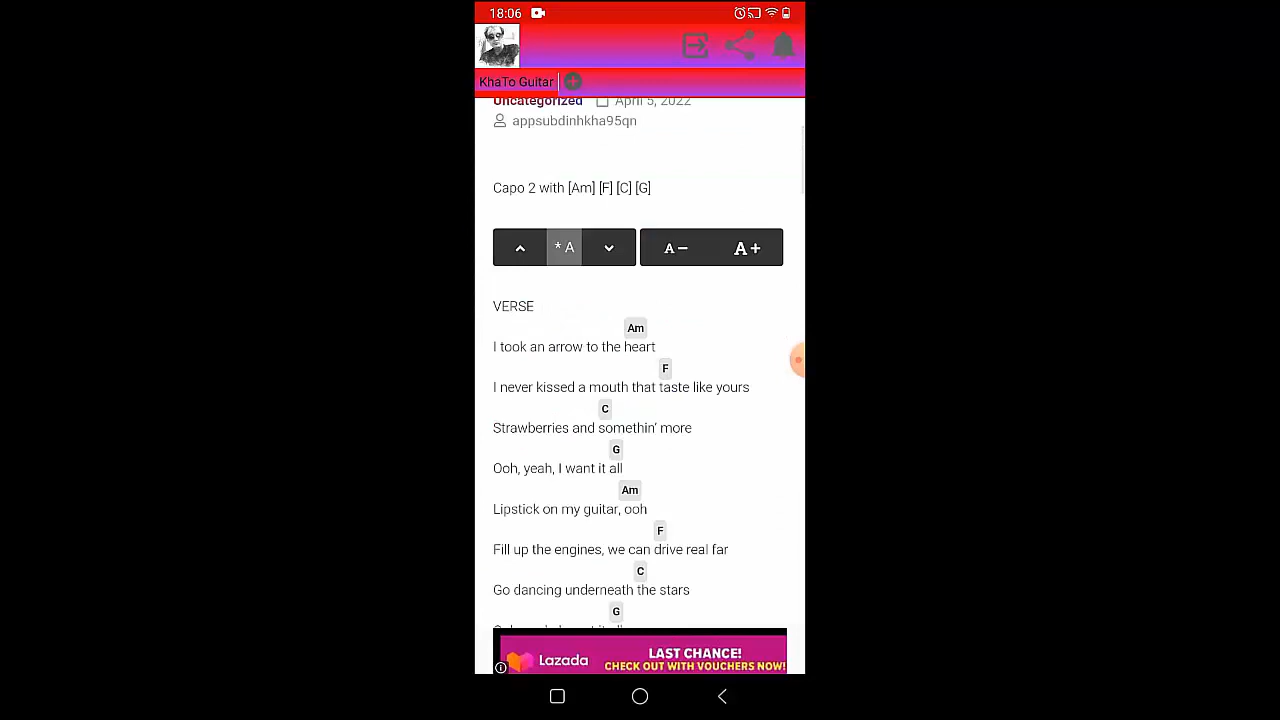 18:06
KhaTo Guitar
Uncategorized April 5, 2022
appsubdinhkha95qn
Capo 2 with [Am] [F] [C] [G]
* A A− A+
VERSE
Am
I took an arrow to the heart
F
I never kissed a mouth that taste like yours
C
Strawberries and somethin' more
G
Ooh, yeah, I want it all
Am
Lipstick on my guitar, ooh
F
Fill up the engines, we can drive real far
C
Go dancing underneath the stars
G
Lazada
LAST CHANCE!
CHECK OUT WITH VOUCHERS NOW!